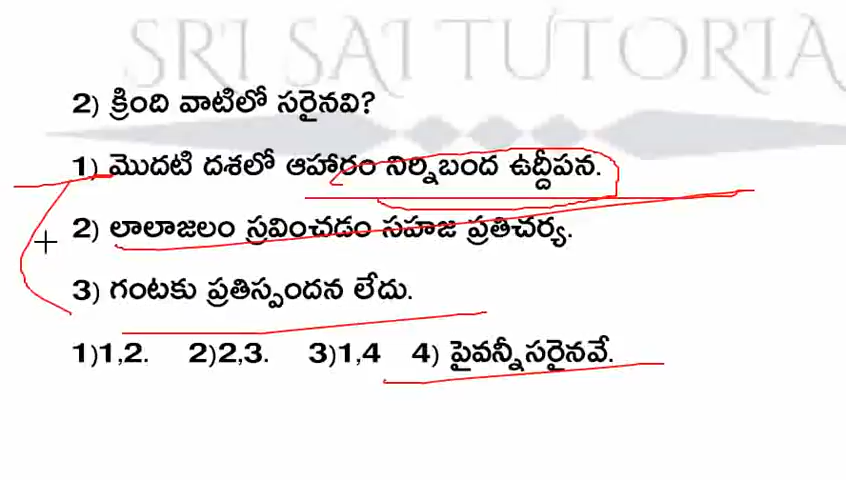 SRI SAI TUTORIA
2) క్రింది వాటిలో సరైనవి?
1) మొదటి దశలో ఆహారం నిర్నిబంద ఉద్దీపన.
2) లాలాజలం స్రవించడం సహజ ప్రతిచర్య.
3) గంటకు ప్రతిస్పందన లేదు.
1)1,2. 2)2,3. 3)1,4 4) పైవన్నీసరైనవే.